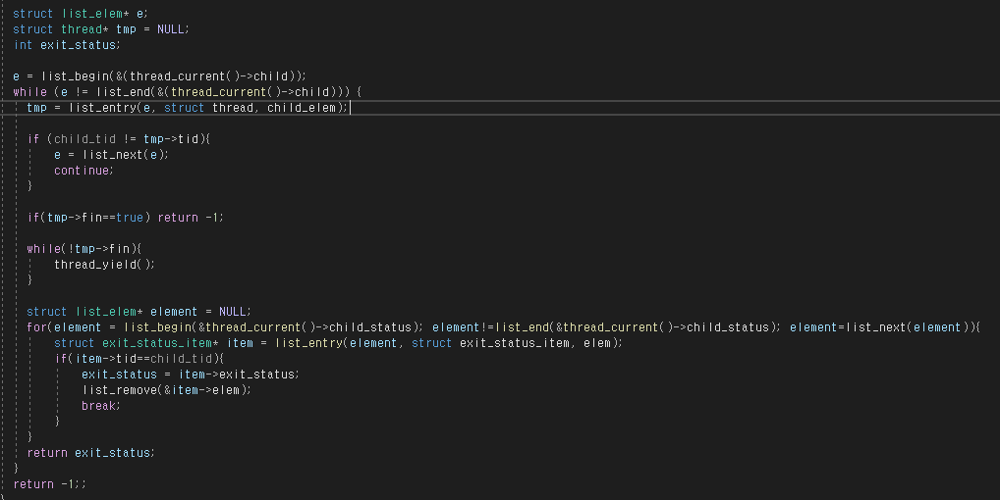 struct list_elem* e;
struct thread* tmp = NULL;
int exit_status;
e = list_begin(&(thread_current()->child));
while (e != list_end(&(thread_current()->child))) {
tmp = list_entry(e, struct thread, child_elem);
if (child_tid != tmp->tid){
e = list_next(e);
continue;
}
if(tmp->fin==true) return -1;
while(!tmp->fin){
thread_yield();
}
struct list_elem* element = NULL;
for(element = list_begin(&thread_current()->child_status); element!=list_end(&thread_current()->child_status); element=list_next(element)){
struct exit_status_item* item = list_entry(element, struct exit_status_item, elem);
if(item->tid==child_tid){
exit_status = item->exit_status;
list_remove(&item->elem);
break;
}
}
return exit_status;
}
return -1;;